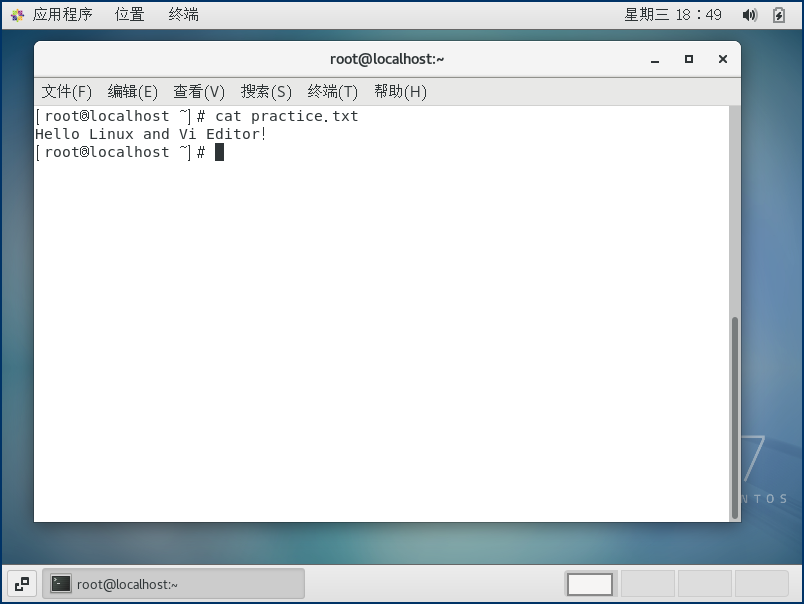 应用程序 位置 终端 星期三 18：49
root@localhost:~
文件(F) 编辑(E) 查看(V) 搜索(S) 终端(T) 帮助(H)
[root@localhost ~]# cat practice.txt
Hello Linux and Vi Editor!
[root@localhost ~]#
7
NTOS
root@localhost:~